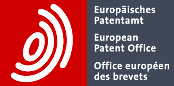 Europäisches
Patentamt
European
Patent Office
Office européen
des brevets